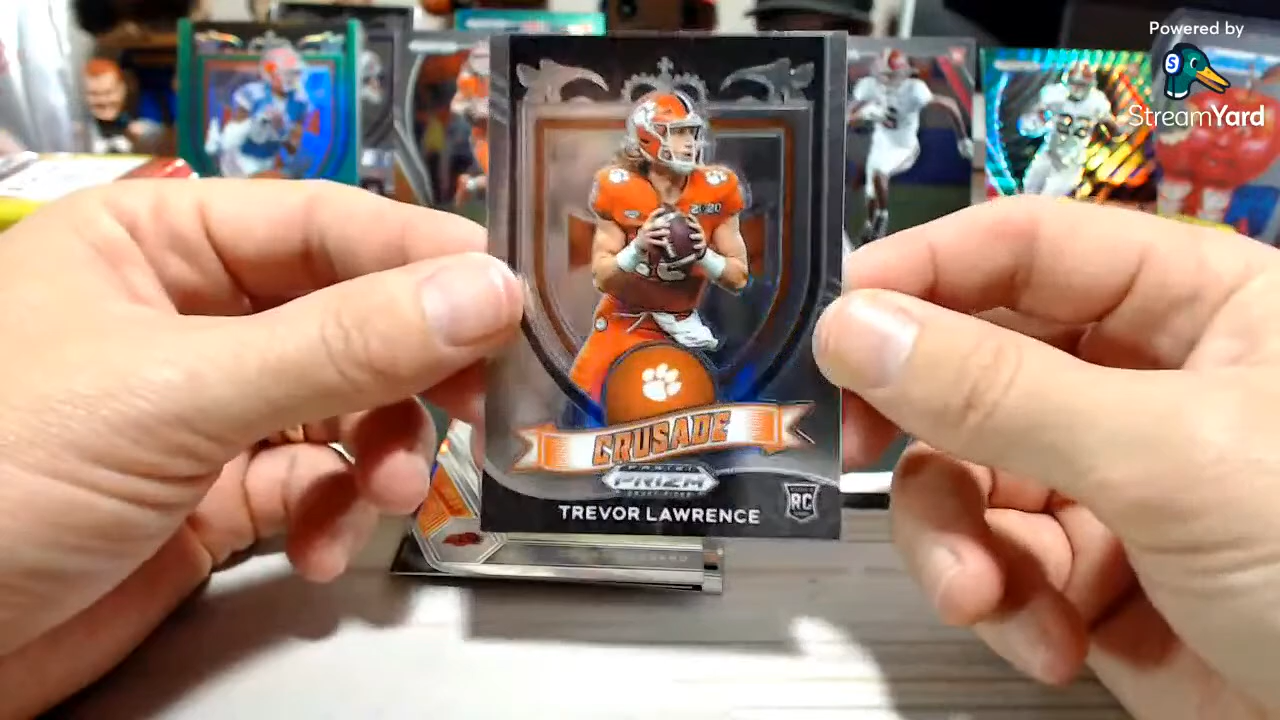 Powered by
S
StreamYard
2020
CRUSADE
PANINI
PRIZM
DRAFT PICKS
TREVOR LAWRENCE
RC